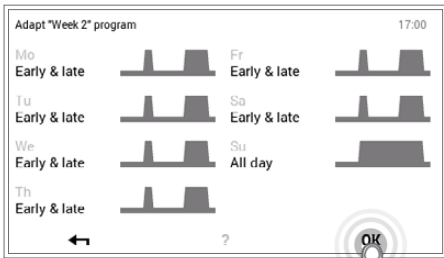 Adapt "Week 2" program 17:00
Mo
Early & late
Fr
Early & late
Tu
Early & late
Sa
Early & late
We
Early & late
Su
All day
Th
Early & late
?
OK